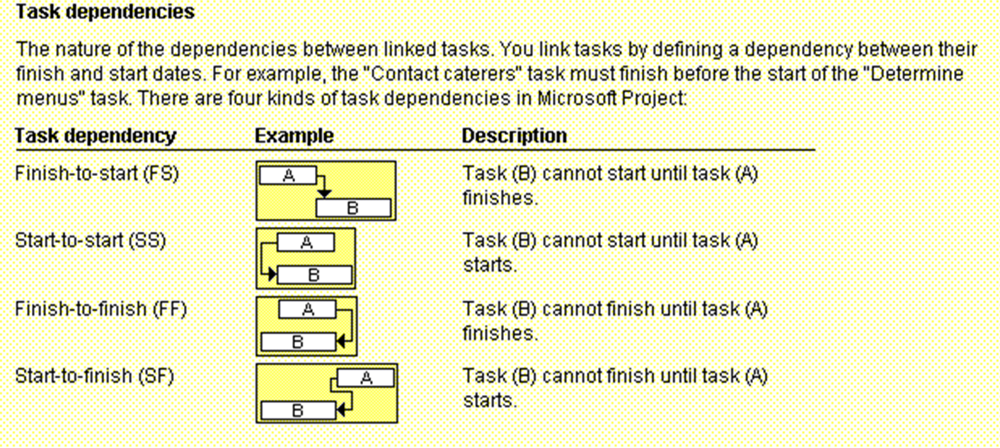 Task dependencies
The nature of the dependencies between linked tasks. You link tasks by defining a dependency between their
finish and start dates. For example, the "Contact caterers" task must finish before the start of the "Determine
menus" task. There are four kinds of task dependencies in Microsoft Project:
Task dependency Example Description
Finish-to-start (FS) A Task (B) cannot start until task (A)
B finishes.
Start-to-start (SS) A Task (B) cannot start until task (A)
B starts.
Finish-to-finish (FF) A Task (B) cannot finish until task (A)
B finishes.
Start-to-finish (SF) A Task (B) cannot finish until task (A)
B starts.